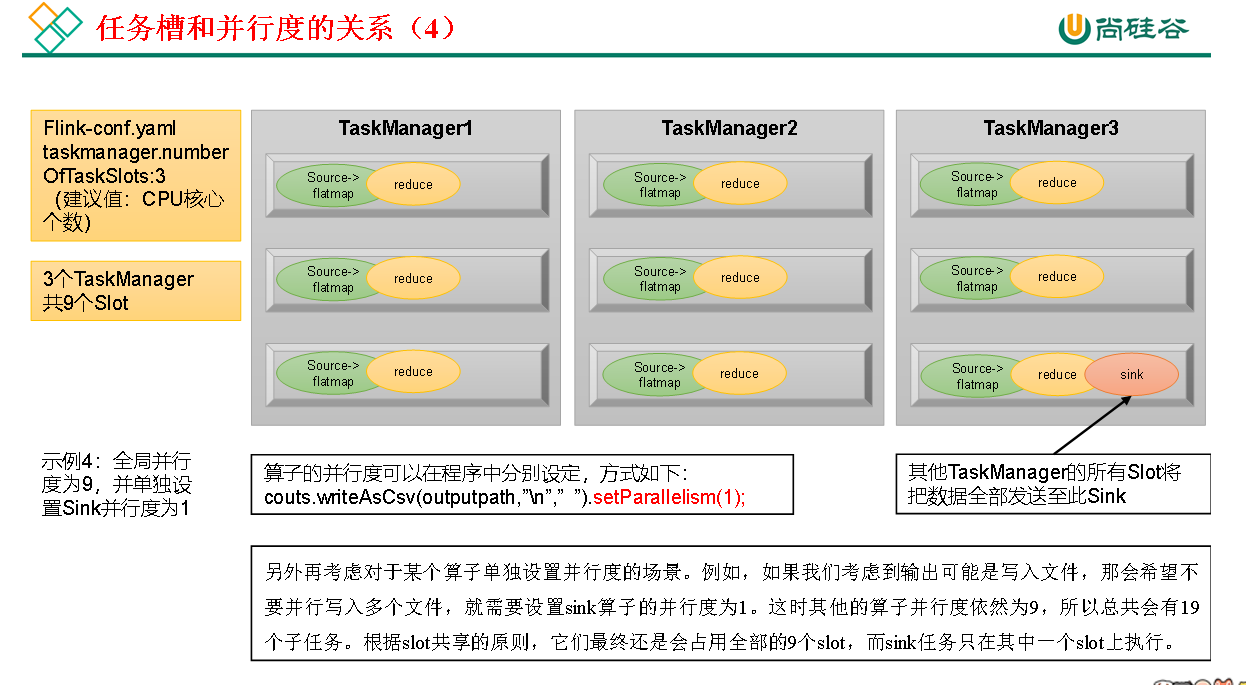 任务槽和并行度的关系（4）
尚硅谷
Flink-conf.yaml
taskmanager.number
OfTaskSlots:3
（建议值：CPU核心
个数）
3个TaskManager
共9个Slot
TaskManager1
Source->
flatmap
reduce
Source->
flatmap
reduce
Source->
flatmap
reduce
TaskManager2
Source->
flatmap
reduce
Source->
flatmap
reduce
Source->
flatmap
reduce
TaskManager3
Source->
flatmap
reduce
Source->
flatmap
reduce
Source->
flatmap
reduce
sink
示例4：全局并行
度为9，并单独设
置Sink并行度为1
算子的并行度可以在程序中分别设定，方式如下：
couts.writeAsCsv(outputpath,"\n",” ”).setParallelism(1);
其他TaskManager的所有Slot将
把数据全部发送至此Sink
另外再考虑对于某个算子单独设置并行度的场景。例如，如果我们考虑到输出可能是写入文件，那会希望不
要并行写入多个文件，就需要设置sink算子的并行度为1。这时其他的算子并行度依然为9，所以总共会有19
个子任务。根据slot共享的原则，它们最终还是会占用全部的9个slot，而sink任务只在其中一个slot上执行。